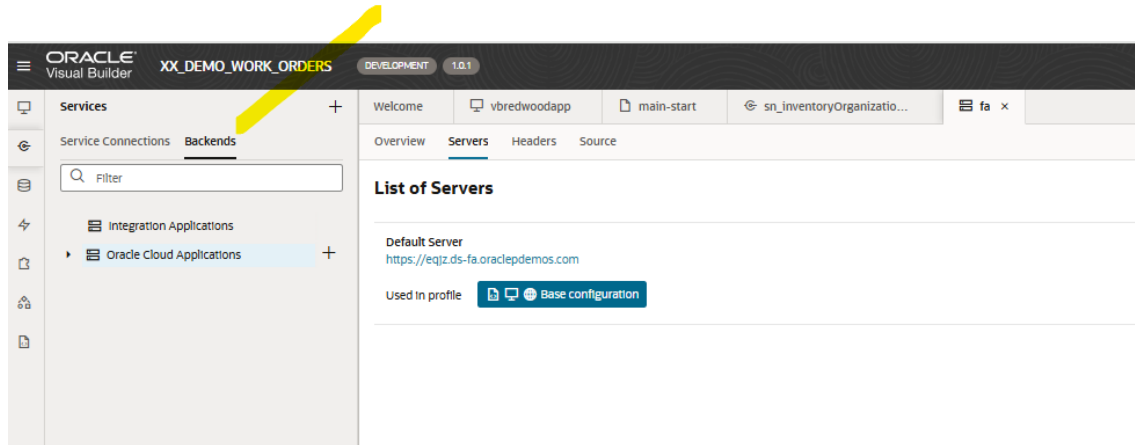 ORACLE
Visual Builder
XX_DEMO_WORK_ORDERS
DEVELOPMENT
1.0.1
Services
+
Service Connections
Backends
Filter
Integration Applications
Oracle Cloud Applications
+
Welcome
vbredwoodapp
main-start
sn_inventoryOrganizatio...
fa ×
Overview
Servers
Headers
Source
List of Servers
Default Server
https://eqjz.ds-fa.oraclepdemos.com
Used in profile
Base configuration